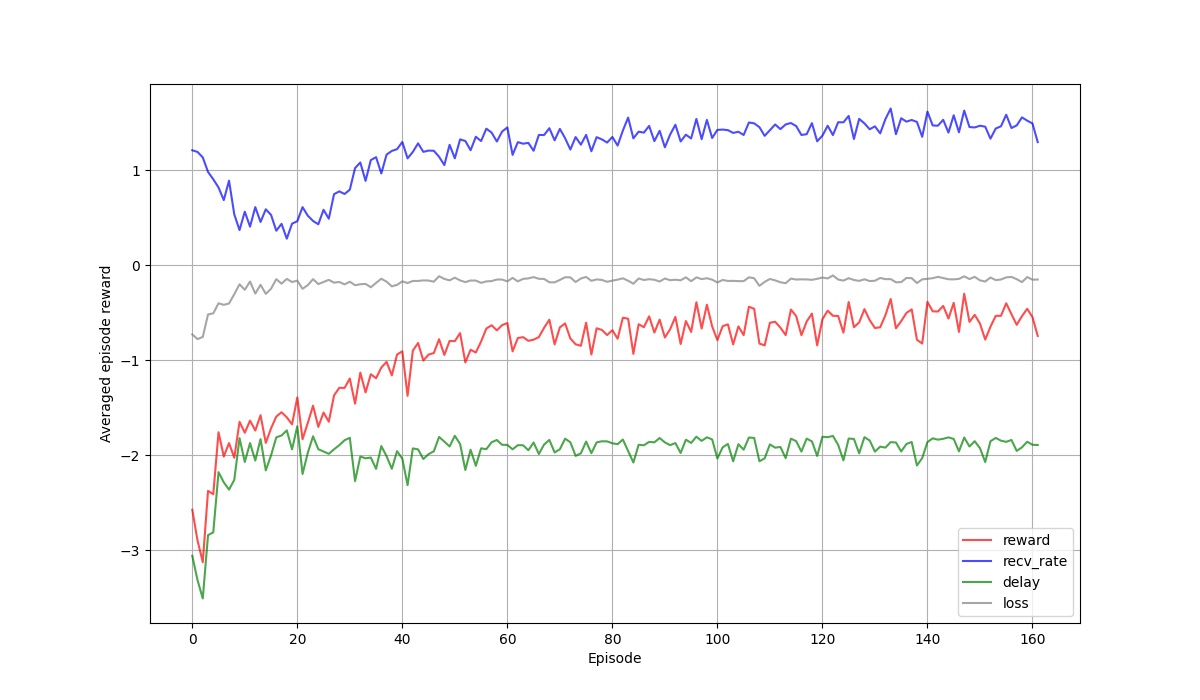 Averaged episode reward
1
0
−1
−2
−3
0 20 40 60 80 100 120 140 160
Episode
reward
recv_rate
delay
loss